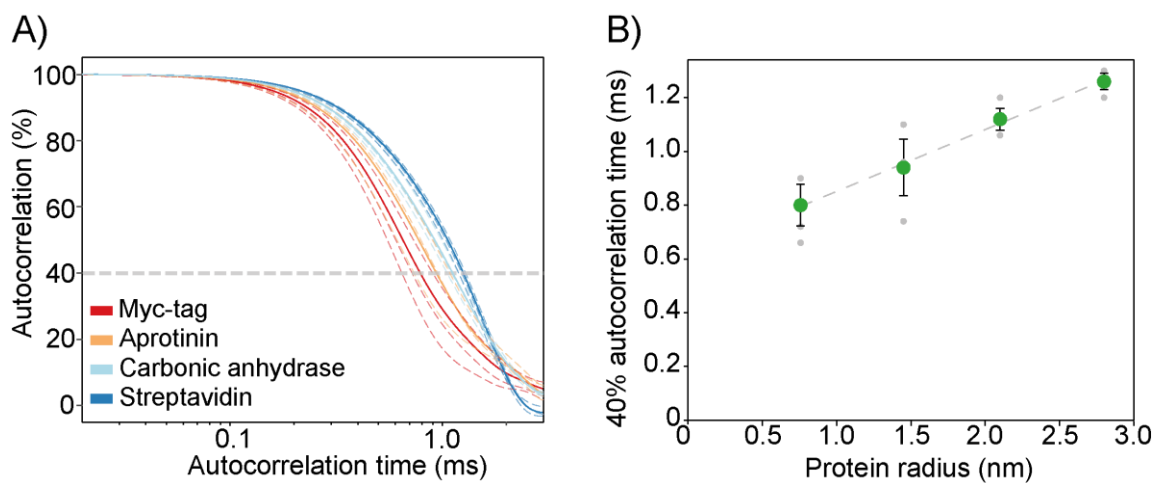 A)
Autocorrelation (%)
100
80
60
40
20
0
Myc-tag
Aprotinin
Carbonic anhydrase
Streptavidin
0.1
1.0
Autocorrelation time (ms)
B)
40% autocorrelation time (ms)
1.2
1.0
0.8
0.6
0.4
0.2
0
0
0.5
1.0
1.5
2.0
2.5
3.0
Protein radius (nm)